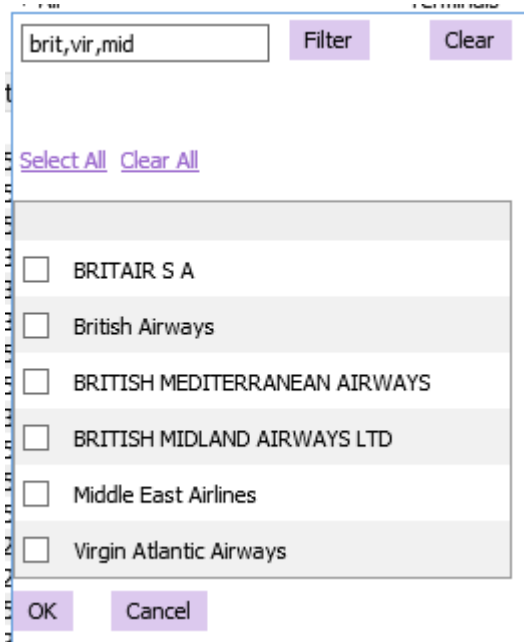 brit,vir,mid Filter Clear
Select All Clear All
BRITAIR S A
British Airways
BRITISH MEDITERRANEAN AIRWAYS
BRITISH MIDLAND AIRWAYS LTD
Middle East Airlines
Virgin Atlantic Airways
OK Cancel